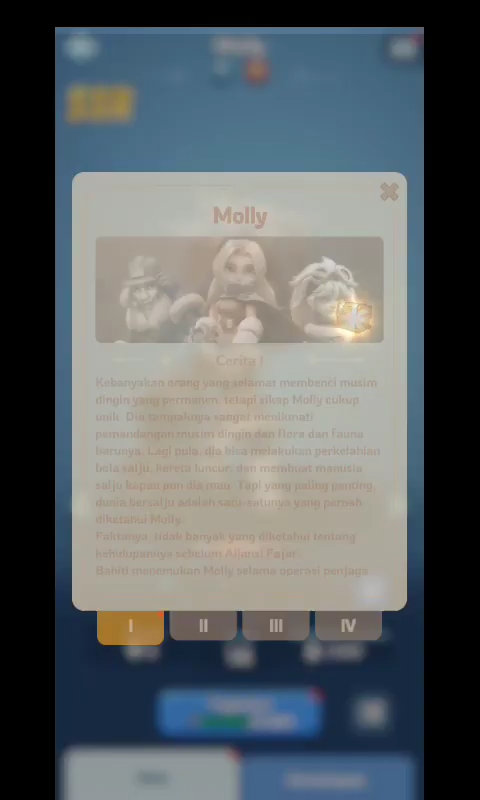 Molly
Cerita I
Kebanyakan orang yang selamat membenci musim
dingin yang permanen, tetapi sikap Molly cukup
unik. Dia tampaknya sangat menikmati
pemandangan musim dingin dan flora dan fauna
barunya. Lagi pula, dia bisa melakukan perkelahian
bola salju, kereta luncur, dan membuat manusia
salju kapan pun dia mau. Tapi yang paling penting,
dunia bersalju adalah satu-satunya yang pernah
diketahui Molly.
Faktanya, tidak banyak yang diketahui tentang
kehidupannya sebelum Aliansi Fajar.
Bahiti menemukan Molly selama operasi penjaga
I
II
III
IV